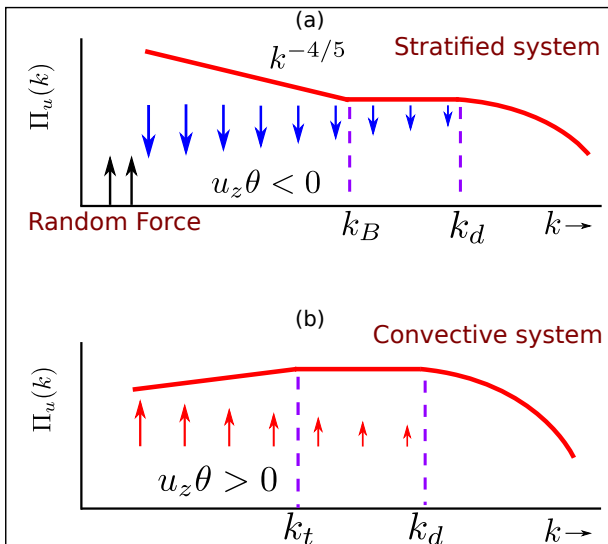 (a)
Stratified system
k^{-4/5}
Π_u(k)
u_zθ < 0
Random Force
k_B
k_d
k→
(b)
Convective system
Π_u(k)
u_zθ > 0
k_t
k_d
k→